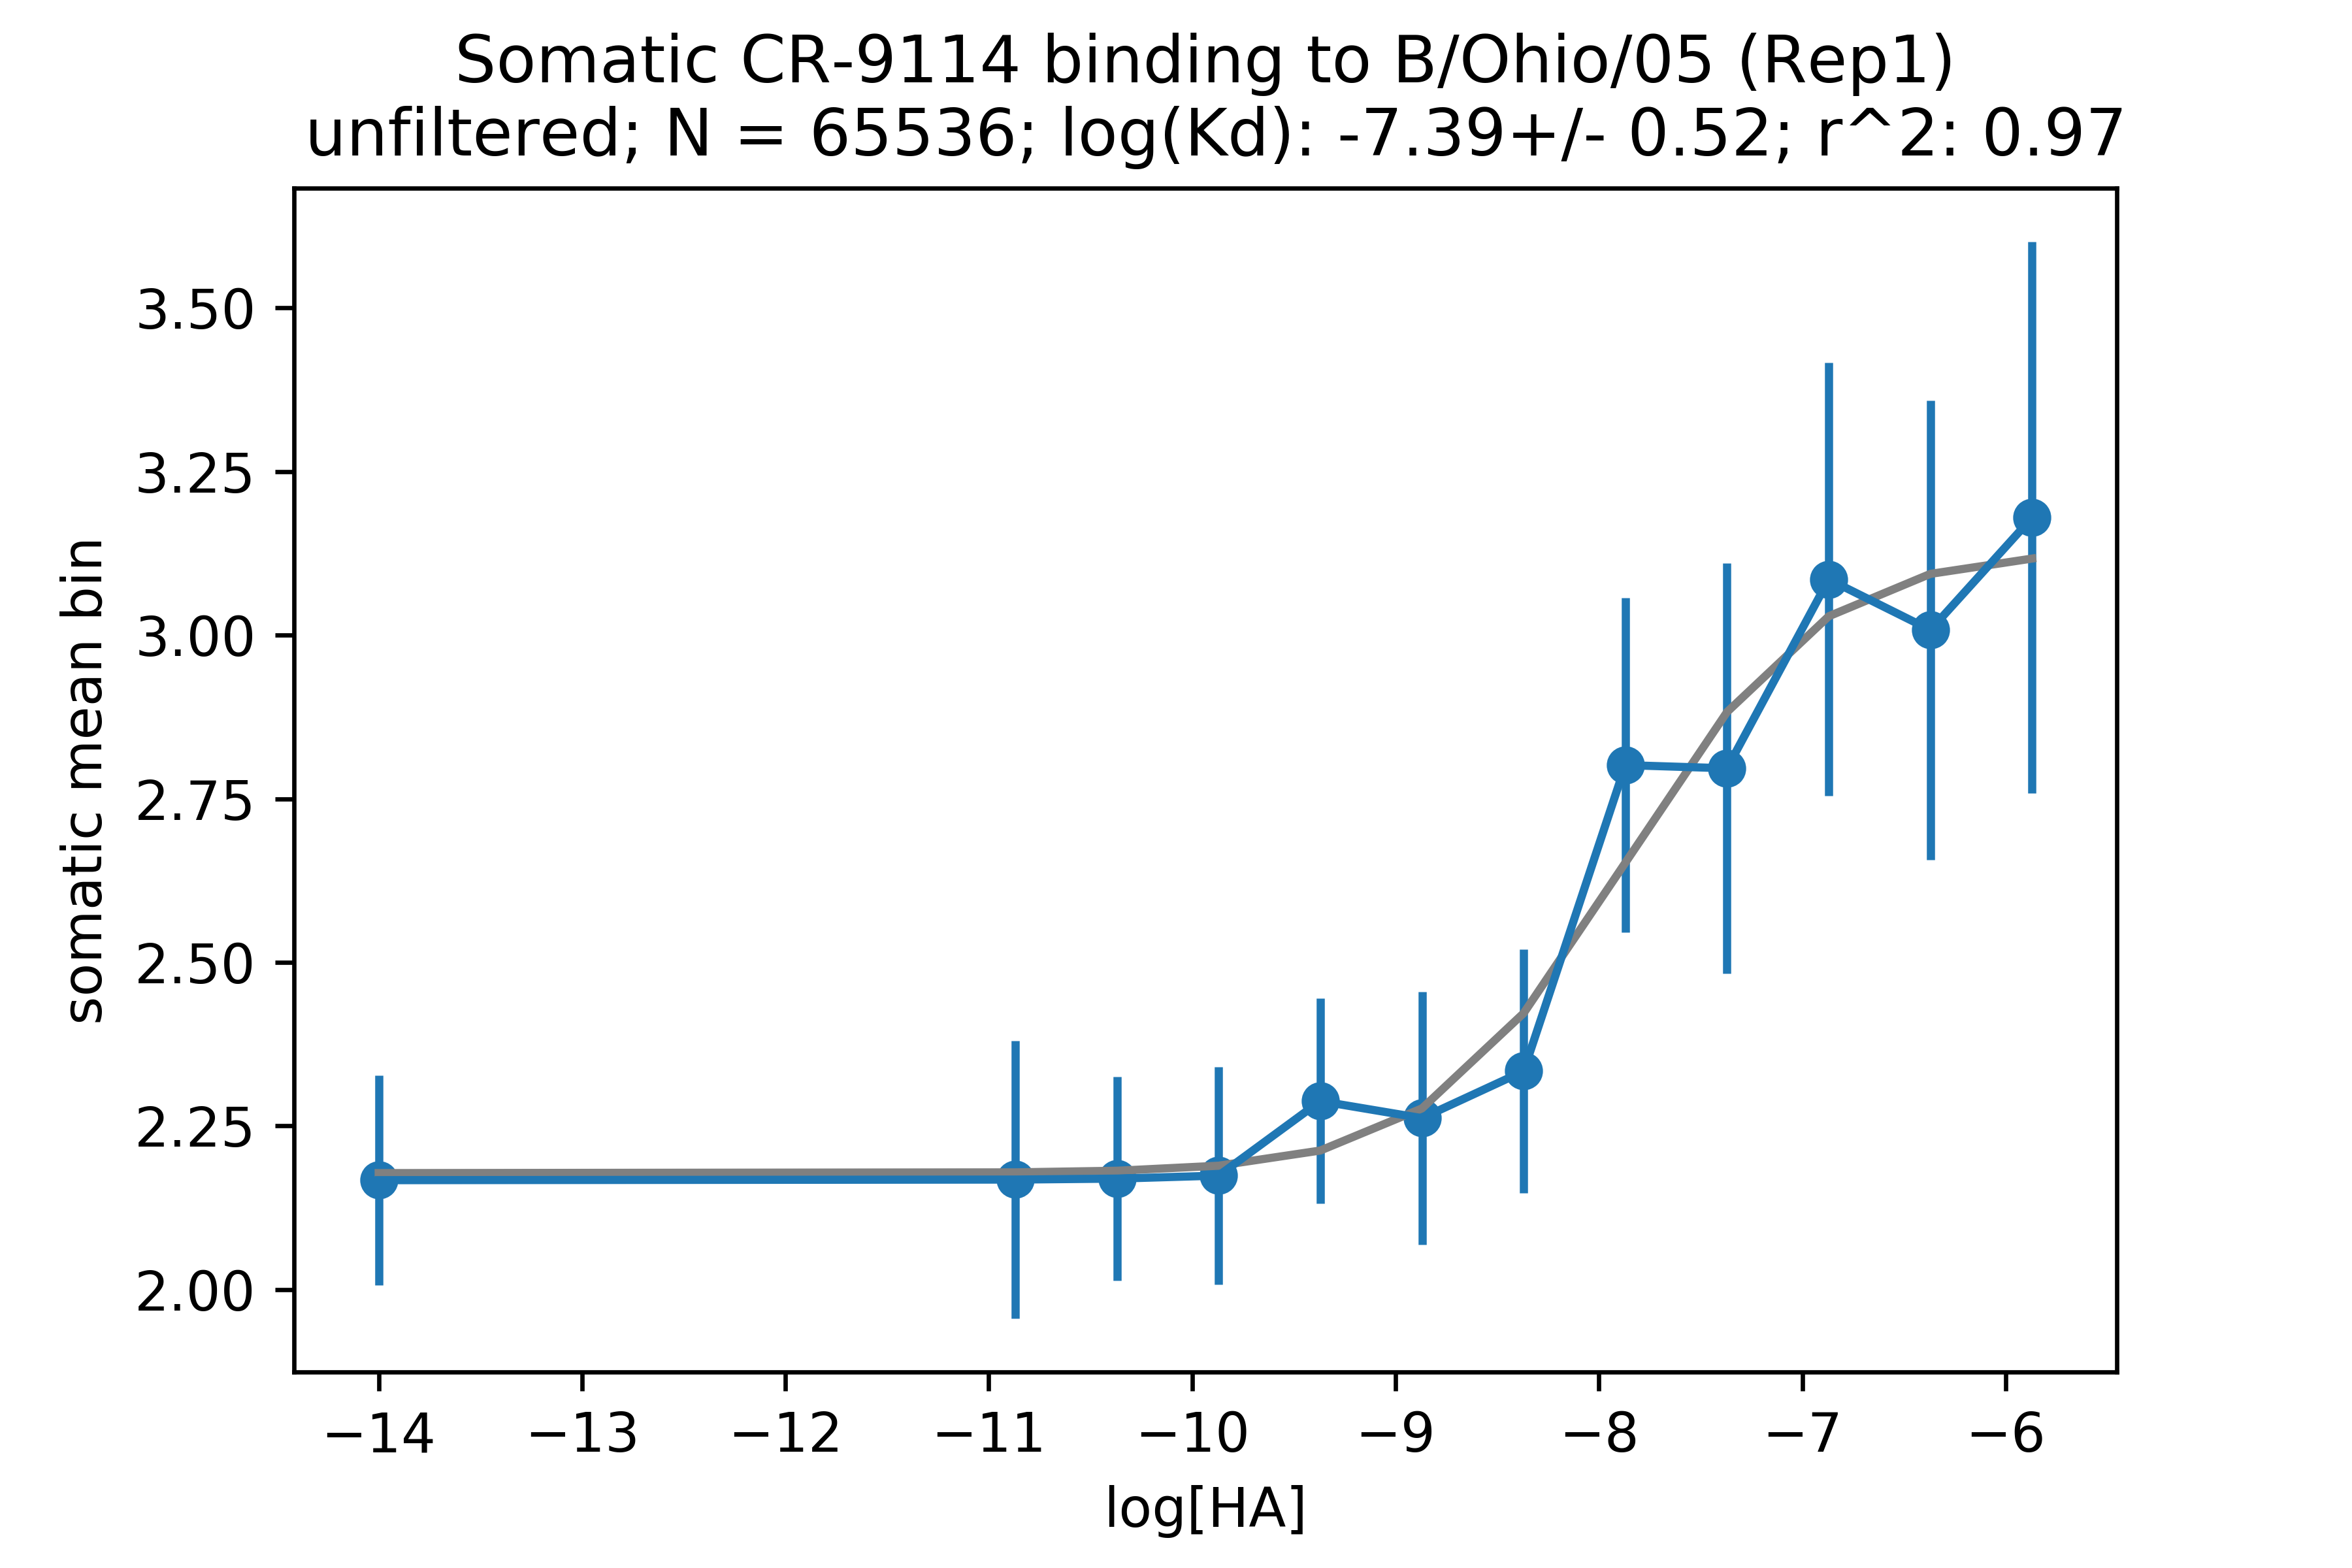 Somatic CR-9114 binding to B/Ohio/05 (Rep1)
unfiltered; N = 65536; log(Kd): -7.39+/- 0.52; r^2: 0.97
somatic mean bin
3.50
3.25
3.00
2.75
2.50
2.25
2.00
−14 −13 −12 −11 −10 −9 −8 −7 −6
log[HA]